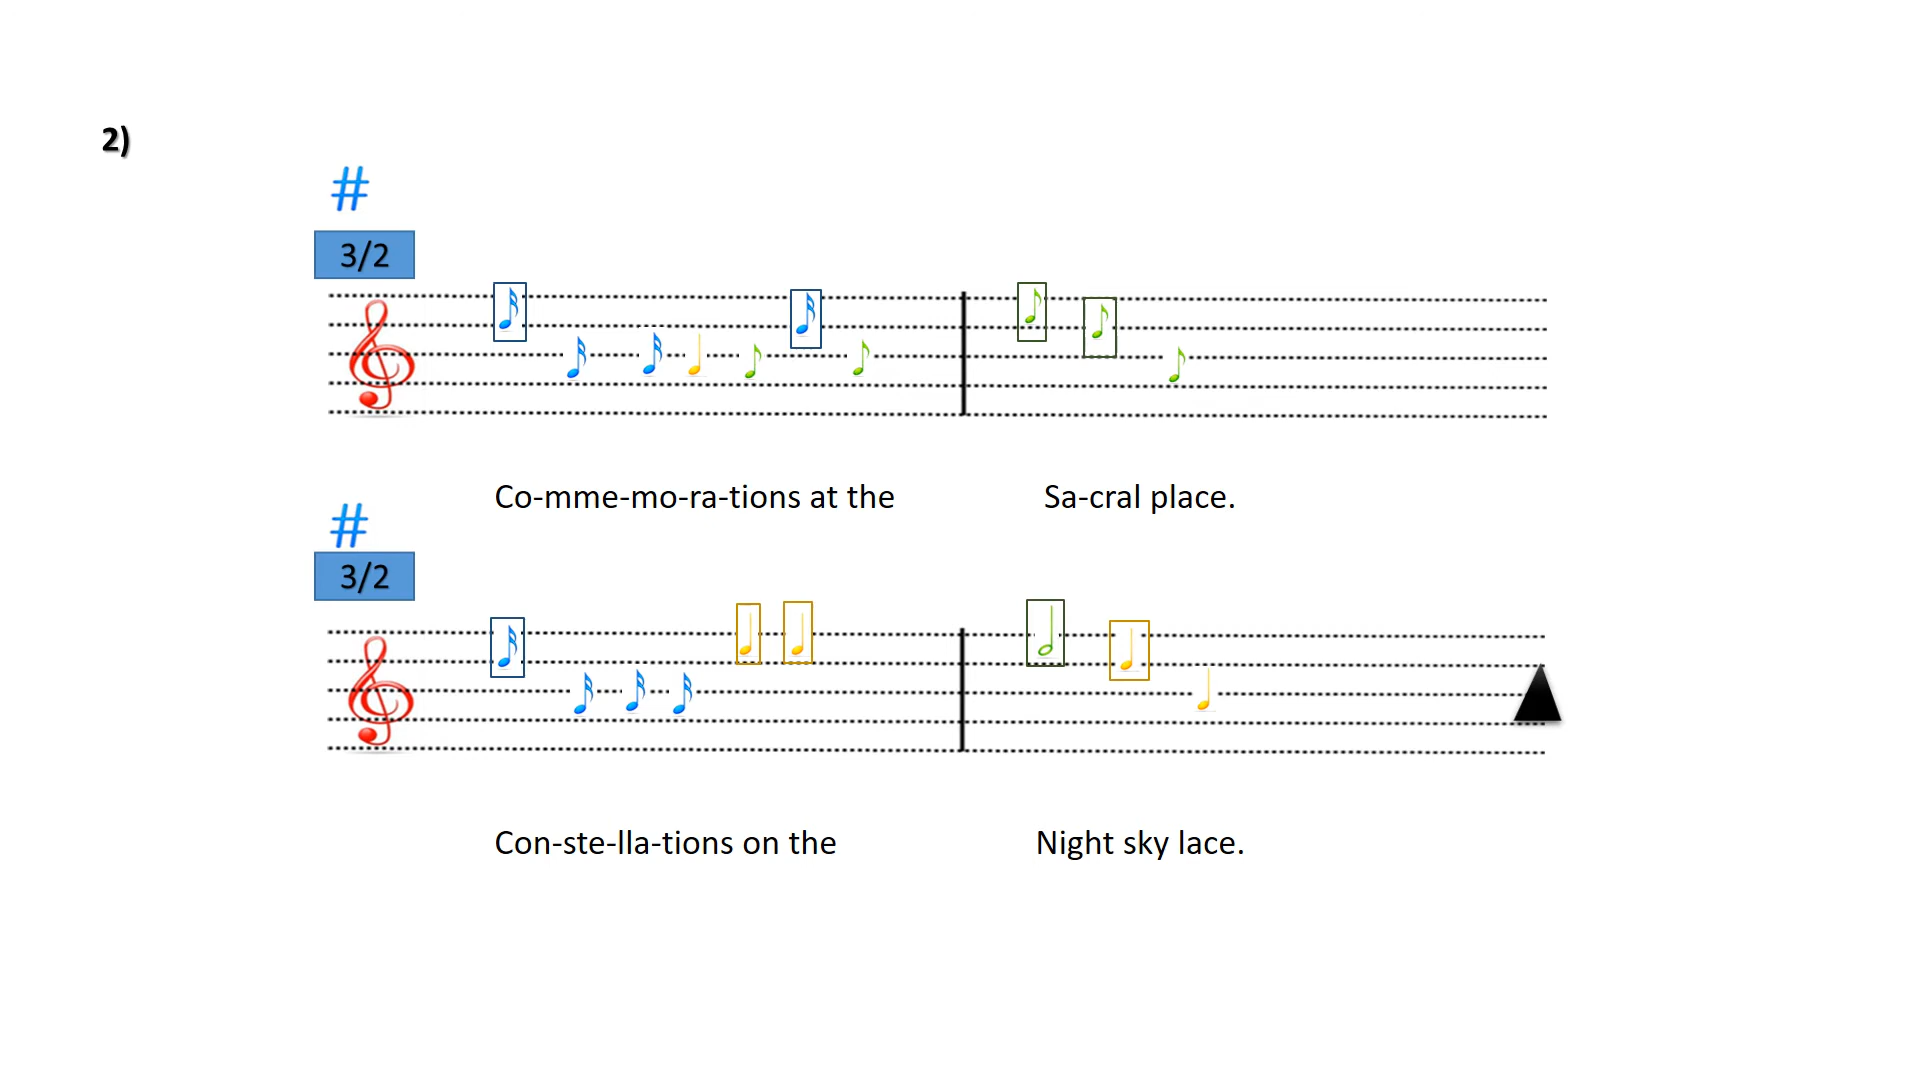 2)
#
3/2
Co-mme-mo-ra-tions at the Sa-cral place.
#
3/2
Con-ste-lla-tions on the Night sky lace.